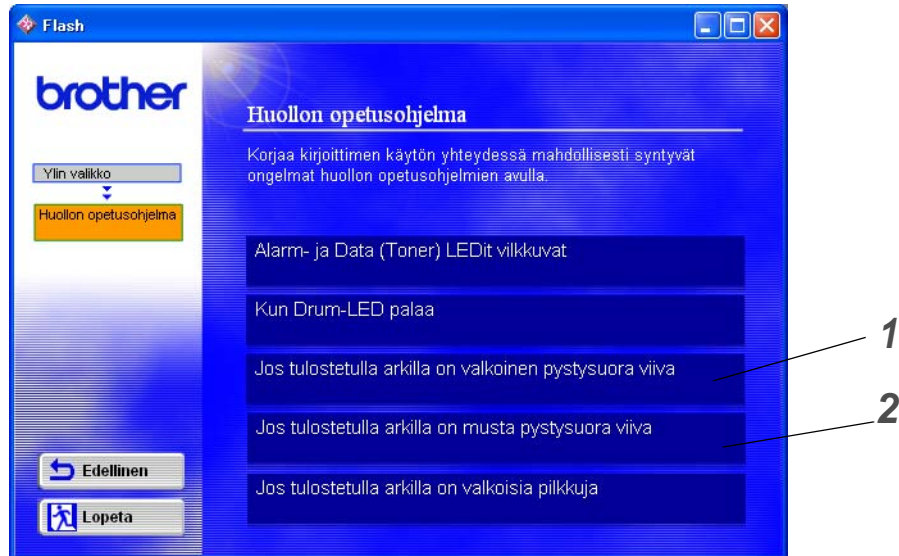 Flash
brother
Ylin valikko
Huollon opetusohjelma
Edellinen
Lopeta
Huollon opetusohjelma
Korjaa kirjoittimen käytön yhteydessä mahdollisesti syntyvät
ongelmat huollon opetusohjelmien avulla.
Alarm- ja Data (Toner) LEDit vilkkuvat
Kun Drum-LED palaa
Jos tulostetulla arkilla on valkoinen pystysuora viiva
Jos tulostetulla arkilla on musta pystysuora viiva
Jos tulostetulla arkilla on valkoisia pilkkuja
1
2